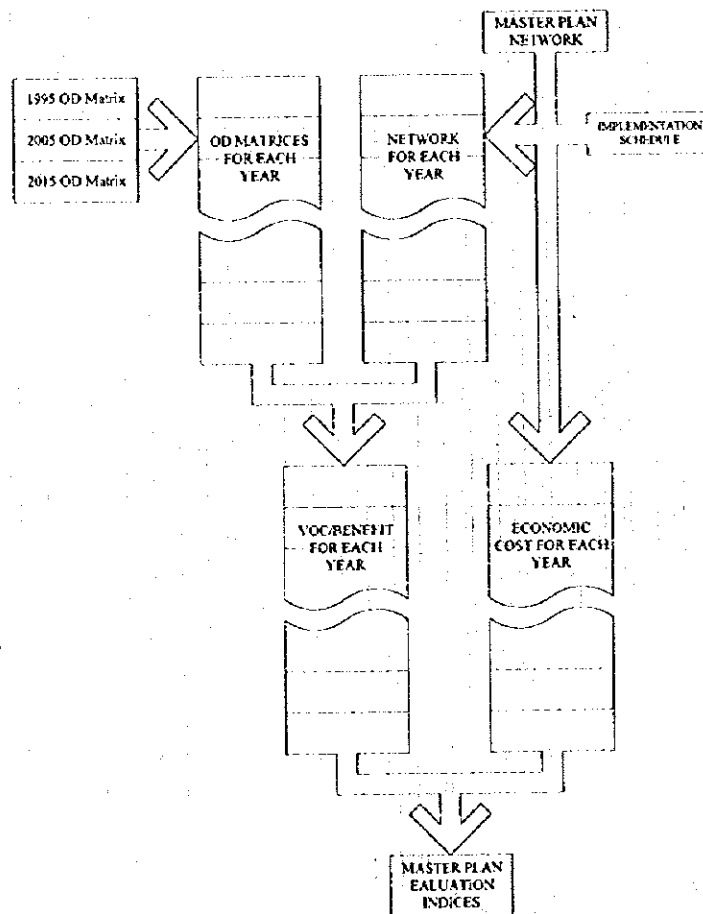 MASTER PLAN
NETWORK
1995 OD Matrix
2005 OD Matrix
2015 OD Matrix
OD MATRICES
FOR EACH
YEAR
NETWORK
FOR EACH
YEAR
IMPLEMENTATION
SCHEDULE
VOC/BENEFIT
FOR EACH
YEAR
ECONOMIC
COST FOR EACH
YEAR
MASTER PLAN
EALUATION
INDICES